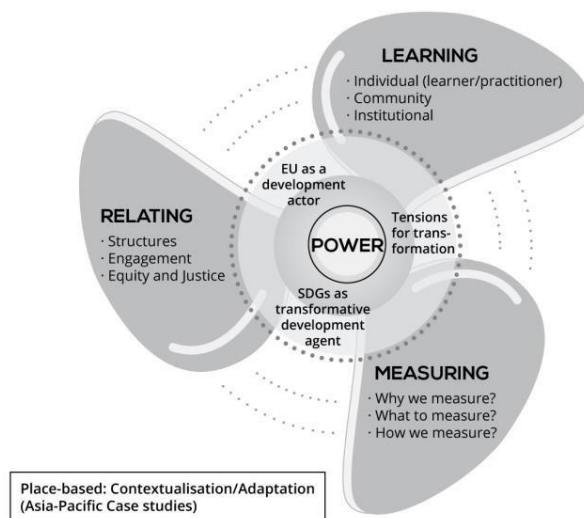 LEARNING
· Individual (learner/practitioner)
· Community
· Institutional
EU as a
development
actor
RELATING
· Structures
· Engagement
· Equity and Justice
POWER
Tensions
for trans-
formation
SDGs as
transformative
development
agent
MEASURING
· Why we measure?
· What to measure?
· How we measure?
Place-based: Contextualisation/Adaptation
(Asia-Pacific Case studies)